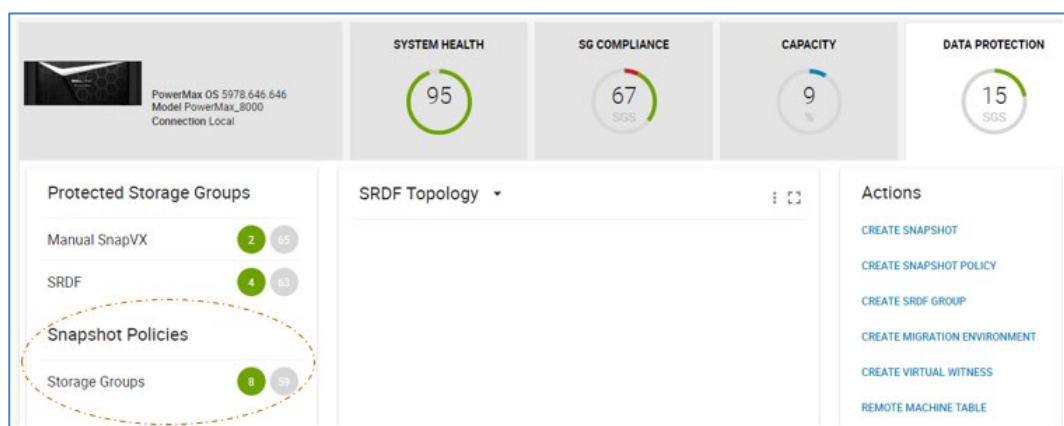 SYSTEM HEALTH
SG COMPLIANCE
CAPACITY
DATA PROTECTION
PowerMax OS 5978.646.646
Model PowerMax_8000
Connection Local
95
67
SGS
9
%
15
SGS
Protected Storage Groups
Manual SnapVX 2 65
SRDF 4 63
Snapshot Policies
Storage Groups 8 59
SRDF Topology
Actions
CREATE SNAPSHOT
CREATE SNAPSHOT POLICY
CREATE SRDF GROUP
CREATE MIGRATION ENVIRONMENT
CREATE VIRTUAL WITNESS
REMOTE MACHINE TABLE